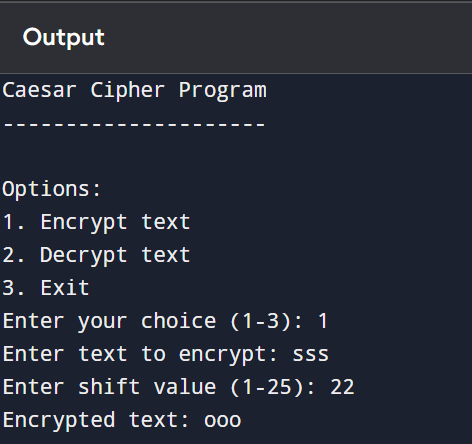 Output
Caesar Cipher Program
---------------------
Options:
1. Encrypt text
2. Decrypt text
3. Exit
Enter your choice (1-3): 1
Enter text to encrypt: sss
Enter shift value (1-25): 22
Encrypted text: ooo